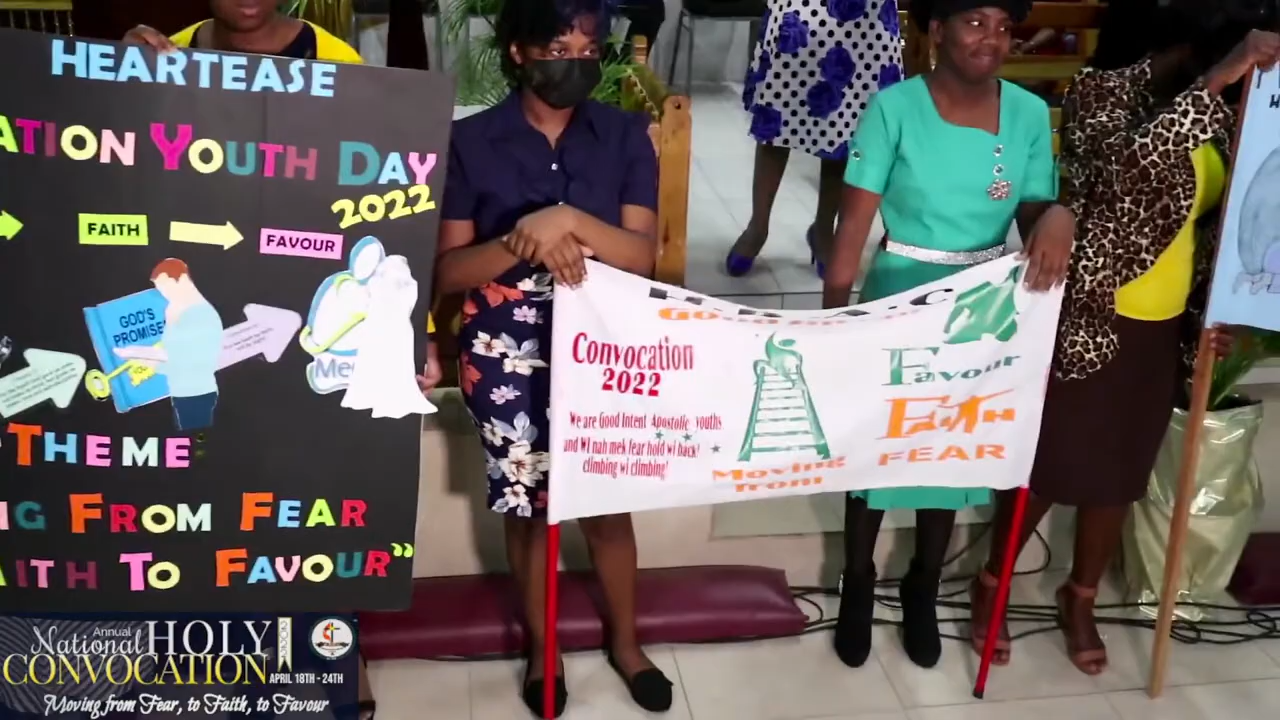 HEARTEASE
ATION YOUTH DAY
2022
FAITH
FAVOUR
GOD'S
PROMISE
Me
THEME
G FROM FEAR
AITH TO FAVOUR”
Convocation
2022
We are Good Intent Apostolic youths
and WI nah mek fear hold wi back!
climbing wi climbing!
Moving
from
Favour
FAITH
FEAR
Annual
National HOLY
CONVOCATION
APRIL 18TH - 24TH
Moving from Fear, to Faith, to Favour